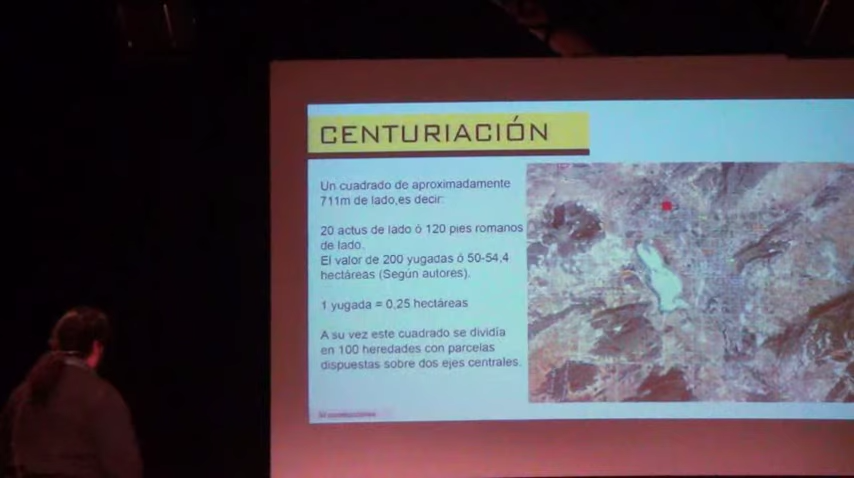 CENTURIACIÓN
Un cuadrado de aproximadamente
711m de lado,es decir:
20 actus de lado ó 120 pies romanos
de lado.
El valor de 200 yugadas ó 50-54,4
hectáreas (Según autores).
1 yugada = 0,25 hectáreas
A su vez este cuadrado se dividía
en 100 heredades con parcelas
dispuestas sobre dos ejes centrales.